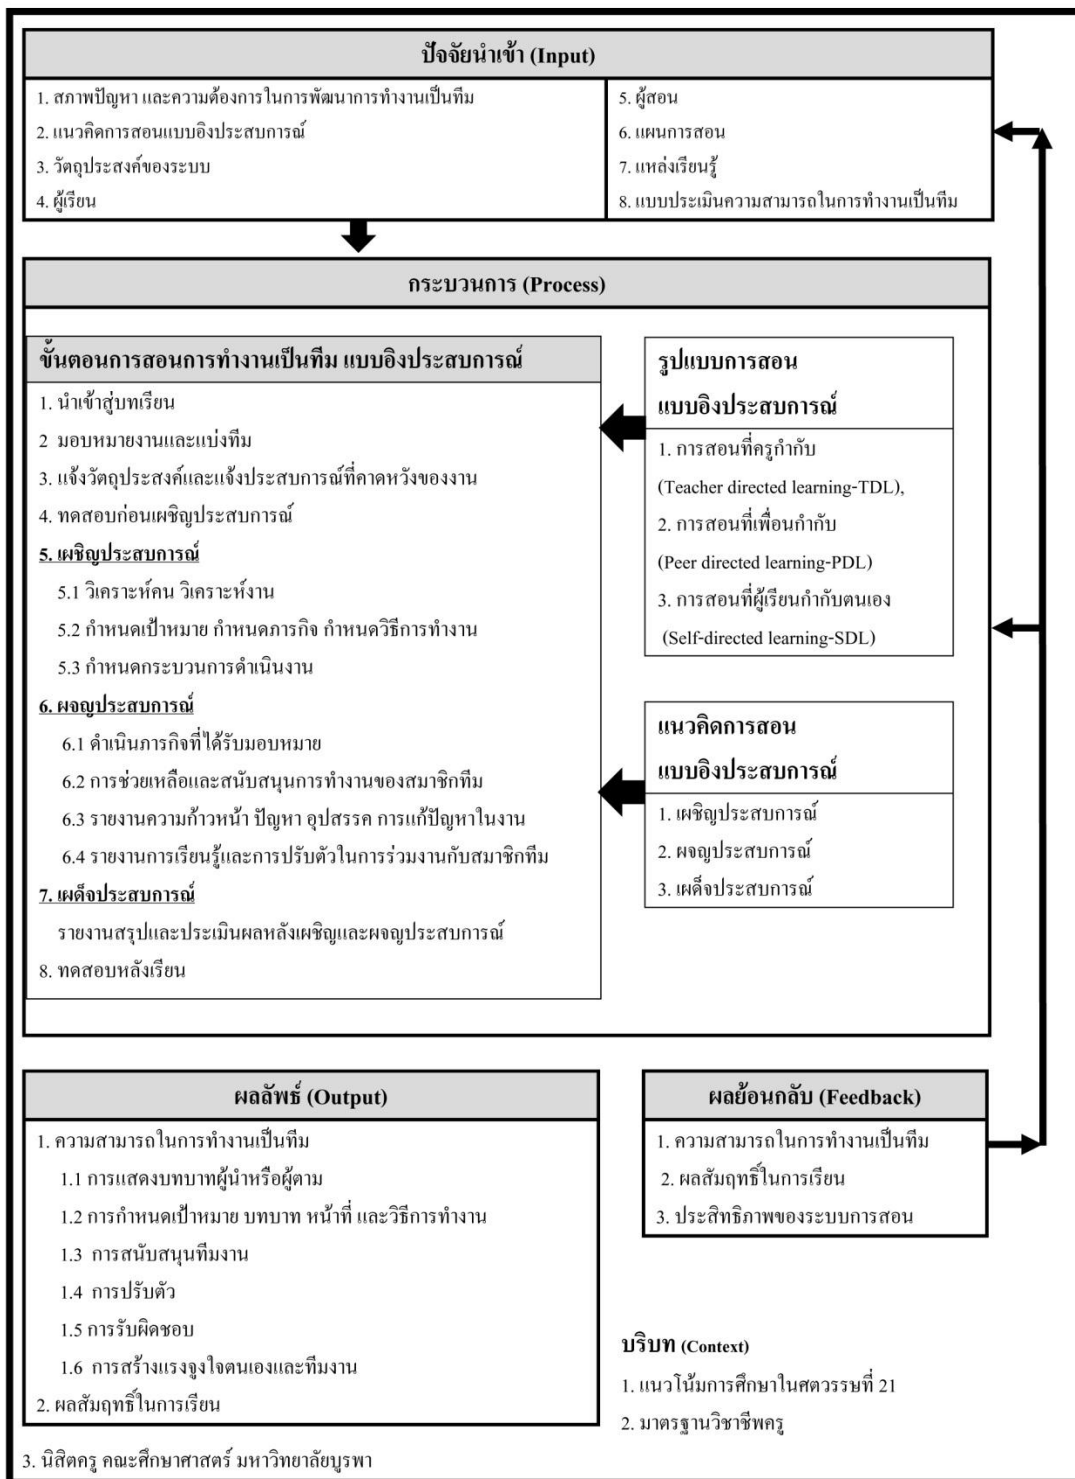 ปัจจัยนำเข้า (Input)
1. สภาพปัญหา และความต้องการในการพัฒนาการทำงานเป็นทีม
2. แนวคิดการสอนแบบอิงประสบการณ์
3. วัตถุประสงค์ของระบบ
4. ผู้เรียน
5. ผู้สอน
6. แผนการสอน
7. แหล่งเรียนรู้
8. แบบประเมินความสามารถในการทำงานเป็นทีม
กระบวนการ (Process)
ขั้นตอนการสอนการทำงานเป็นทีม แบบอิงประสบการณ์
1. นำเข้าสู่บทเรียน
2 มอบหมายงานและแบ่งทีม
3. แจ้งวัตถุประสงค์และแจ้งประสบการณ์ที่คาดหวังของงาน
4. ทดสอบก่อนเผชิญประสบการณ์
5. เผชิญประสบการณ์
5.1 วิเคราะห์คน วิเคราะห์งาน
5.2 กำหนดเป้าหมาย กำหนดภารกิจ กำหนดวิธีการทำงาน
5.3 กำหนดกระบวนการดำเนินงาน
6. ผจญประสบการณ์
6.1 ดำเนินภารกิจที่ได้รับมอบหมาย
6.2 การช่วยเหลือและสนับสนุนการทำงานของสมาชิกทีม
6.3 รายงานความก้าวหน้า ปัญหา อุปสรรค การแก้ปัญหาในงาน
6.4 รายงานการเรียนรู้และการปรับตัวในการร่วมงานกับสมาชิกทีม
7. เผด็จประสบการณ์
รายงานสรุปและประเมินผลหลังเผชิญและผจญประสบการณ์
8. ทดสอบหลังเรียน
รูปแบบการสอน
แบบอิงประสบการณ์
1. การสอนที่ครูกำกับ
(Teacher directed learning-TDL),
2. การสอนที่เพื่อนกำกับ
(Peer directed learning-PDL)
3. การสอนที่ผู้เรียนกำกับตนเอง
(Self-directed learning-SDL)
แนวคิดการสอน
แบบอิงประสบการณ์
1. เผชิญประสบการณ์
2. ผจญประสบการณ์
3. เผด็จประสบการณ์
ผลลัพธ์ (Output)
1. ความสามารถในการทำงานเป็นทีม
1.1 การแสดงบทบาทผู้นำหรือผู้ตาม
1.2 การกำหนดเป้าหมาย บทบาท หน้าที่ และวิธีการทำงาน
1.3 การสนับสนุนทีมงาน
1.4 การปรับตัว
1.5 การรับผิดชอบ
1.6 การสร้างแรงจูงใจตนเองและทีมงาน
2. ผลสัมฤทธิ์ในการเรียน
ผลย้อนกลับ (Feedback)
1. ความสามารถในการทำงานเป็นทีม
2. ผลสัมฤทธิ์ในการเรียน
3. ประสิทธิภาพของระบบการสอน
บริบท (Context)
1. แนวโน้มการศึกษาในศตวรรษที่ 21
2. มาตรฐานวิชาชีพครู
3. นิสิตครู คณะศึกษาศาสตร์ มหาวิทยาลัยบูรพา